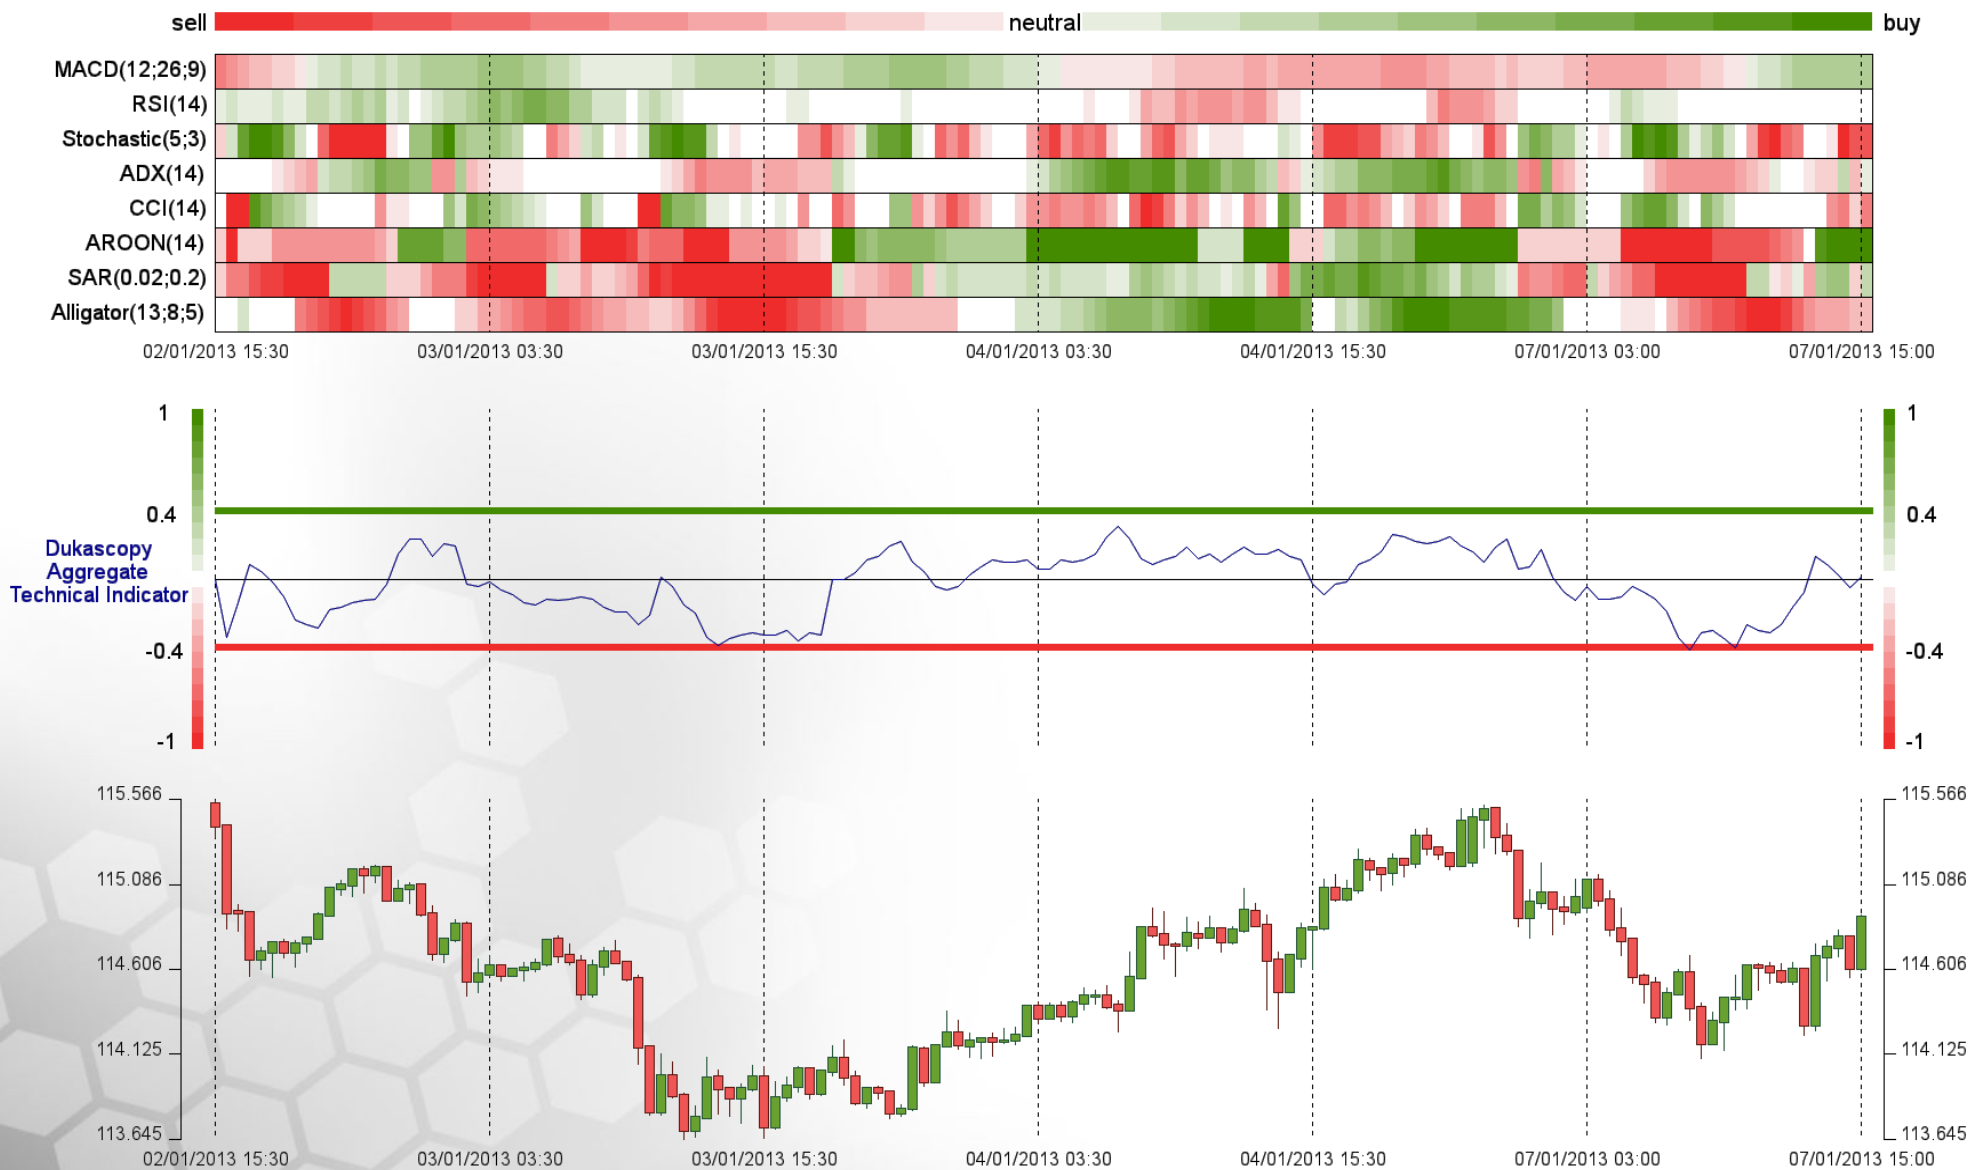 sell neutral buy
MACD(12;26;9)
RSI(14)
Stochastic(5;3)
ADX(14)
CCI(14)
AROON(14)
SAR(0.02;0.2)
Alligator(13;8;5)
02/01/2013 15:30 03/01/2013 03:30 03/01/2013 15:30 04/01/2013 03:30 04/01/2013 15:30 07/01/2013 03:00 07/01/2013 15:00
1 1
0.4 0.4
Dukascopy
Aggregate
Technical Indicator
-0.4 -0.4
-1 -1
115.566 115.566
115.086 115.086
114.606 114.606
114.125 114.125
113.645 113.645
02/01/2013 15:30 03/01/2013 03:30 03/01/2013 15:30 04/01/2013 03:30 04/01/2013 15:30 07/01/2013 03:00 07/01/2013 15:00